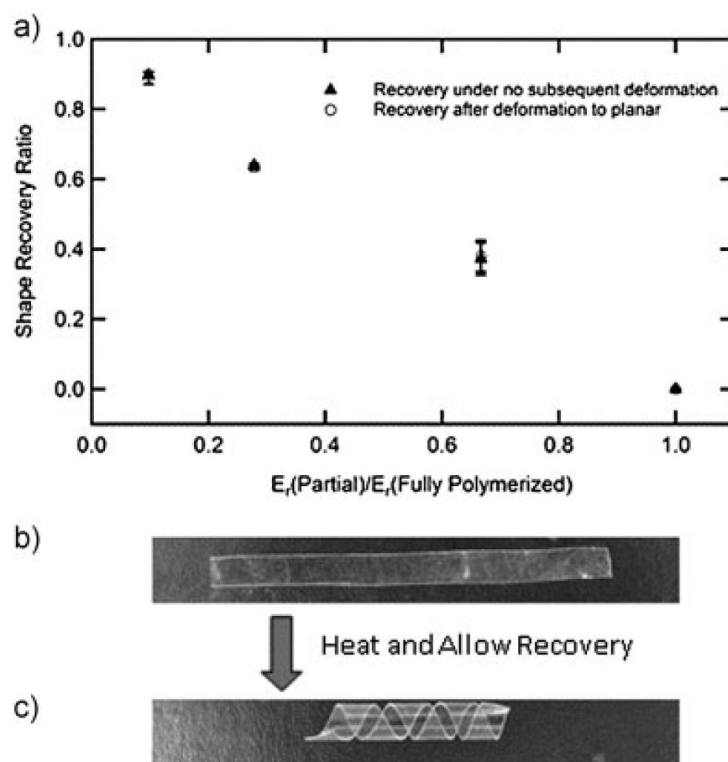 a)
1.0
0.8
0.6
0.4
0.2
0.0
Shape Recovery Ratio
▲ Recovery under no subsequent deformation
○ Recovery after deformation to planar
0.0 0.2 0.4 0.6 0.8 1.0
Er(Partial)/Er(Fully Polymerized)
b)
Heat and Allow Recovery
c)